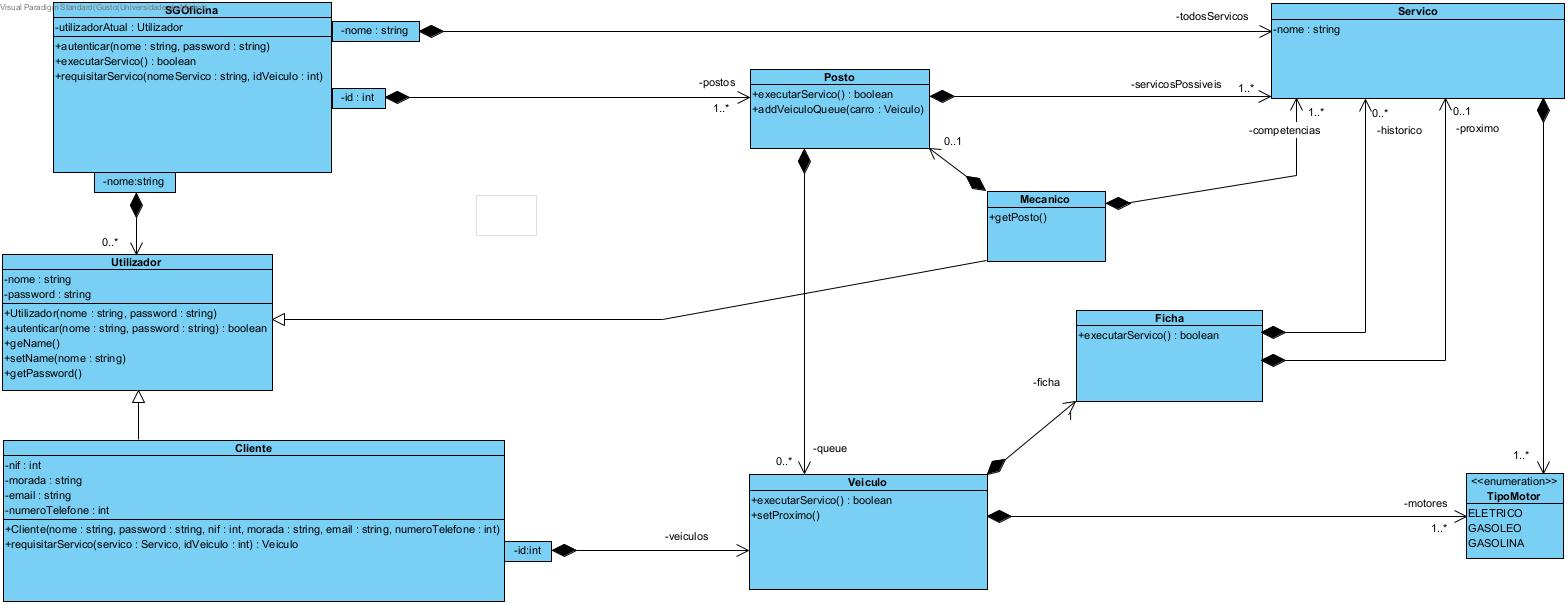 Visual Paradigm Standard(Gusto(Universidade
SGOficina
-utilizadorAtual : Utilizador
+autenticar(nome : string, password : string)
+executarServico() : boolean
+requisitarServico(nomeServico : string, idVeiculo : int)
-nome : string
-id : int
-nome:string
-todosServicos
Servico
-nome : string
-postos
1..*
Posto
+executarServico() : boolean
+addVeiculoQueue(carro : Veiculo)
-servicosPossiveis
1..*
0..1
1..*
-competencias
0..*
-historico
0..1
-proximo
Mecanico
+getPosto()
0..*
Utilizador
-nome : string
-password : string
+Utilizador(nome : string, password : string)
+autenticar(nome : string, password : string) : boolean
+geName()
+setName(nome : string)
+getPassword()
Ficha
+executarServico() : boolean
-ficha
1
Cliente
-nif : int
-morada : string
-email : string
-numeroTelefone : int
+Cliente(nome : string, password : string, nif : int, morada : string, email : string, numeroTelefone : int)
+requisitarServico(servico : Servico, idVeiculo : int) : Veiculo
-id:int
-veiculos
-queue
0..*
Veiculo
+executarServico() : boolean
+setProximo()
-motores
1..*
1..*
<<enumeration>>
TipoMotor
ELETRICO
GASOLEO
GASOLINA